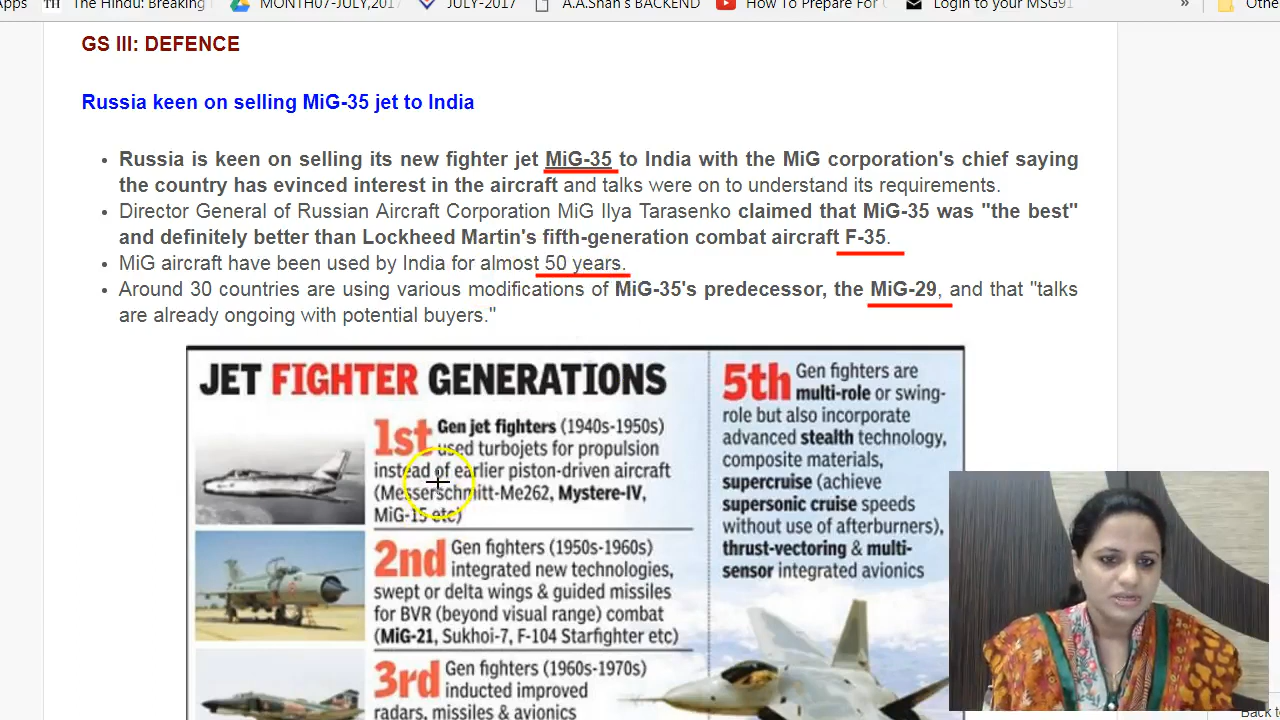 Apps The Hindu: Breaking MONTH07-JULY,2017 JULY-2017 A.A.Shah's BACKEND How To Prepare For Login to your MSG91 » Othe
GS III: DEFENCE
Russia keen on selling MiG-35 jet to India
• Russia is keen on selling its new fighter jet MiG-35 to India with the MiG corporation's chief saying
the country has evinced interest in the aircraft and talks were on to understand its requirements.
• Director General of Russian Aircraft Corporation MiG Ilya Tarasenko claimed that MiG-35 was "the best"
and definitely better than Lockheed Martin's fifth-generation combat aircraft F-35.
• MiG aircraft have been used by India for almost 50 years.
• Around 30 countries are using various modifications of MiG-35's predecessor, the MiG-29, and that "talks
are already ongoing with potential buyers."
JET FIGHTER GENERATIONS
1st Gen jet fighters (1940s-1950s)
used turbojets for propulsion
instead of earlier piston-driven aircraft
(Messerschmitt-Me262, Mystere-IV,
MiG-15 etc)
2nd Gen fighters (1950s-1960s)
integrated new technologies,
swept or delta wings & guided missiles
for BVR (beyond visual range) combat
(MiG-21, Sukhoi-7, F-104 Starfighter etc)
3rd Gen fighters (1960s-1970s)
inducted improved
radars, missiles & avionics
5th Gen fighters are
multi-role or swing-
role but also incorporate
advanced stealth technology,
composite materials,
supercruise (achieve
supersonic cruise speeds
without use of afterburners),
thrust-vectoring & multi-
sensor integrated avionics
Back to